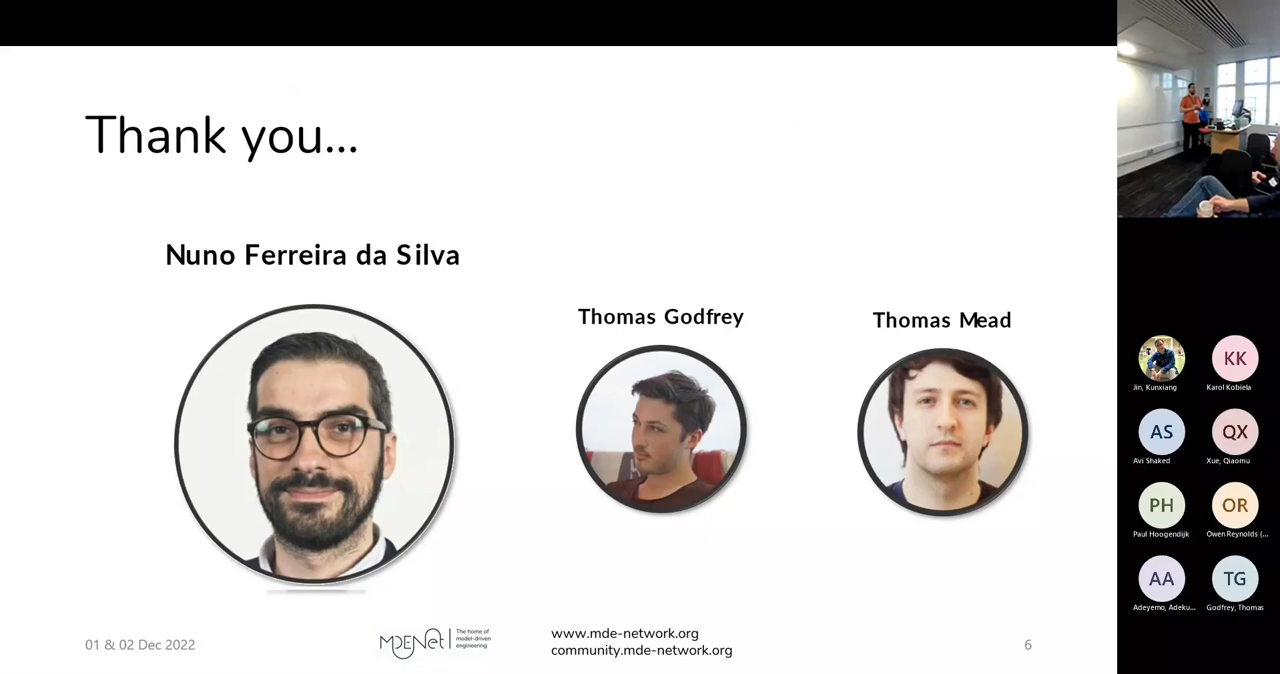 Thank you...
Nuno Ferreira da Silva
Thomas Godfrey
Thomas Mead
01 & 02 Dec 2022
MDENet
The home of
model-driven
engineering
www.mde-network.org
community.mde-network.org
6
Jin, Kunxiang
KK
Karol Kobiela
AS
Avi Shaked
QX
Xue, Qiaomu
PH
Paul Hoogendijk
OR
Owen Reynolds (...
AA
Adeyemo, Adeku...
TG
Godfrey, Thomas